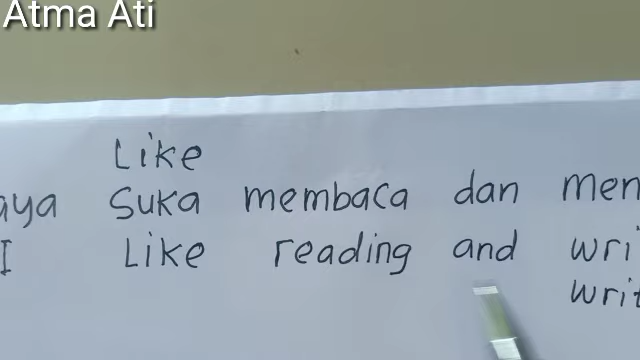 Atma Ati
Like
aya suka membaca dan men
I Like reading and wri
writ